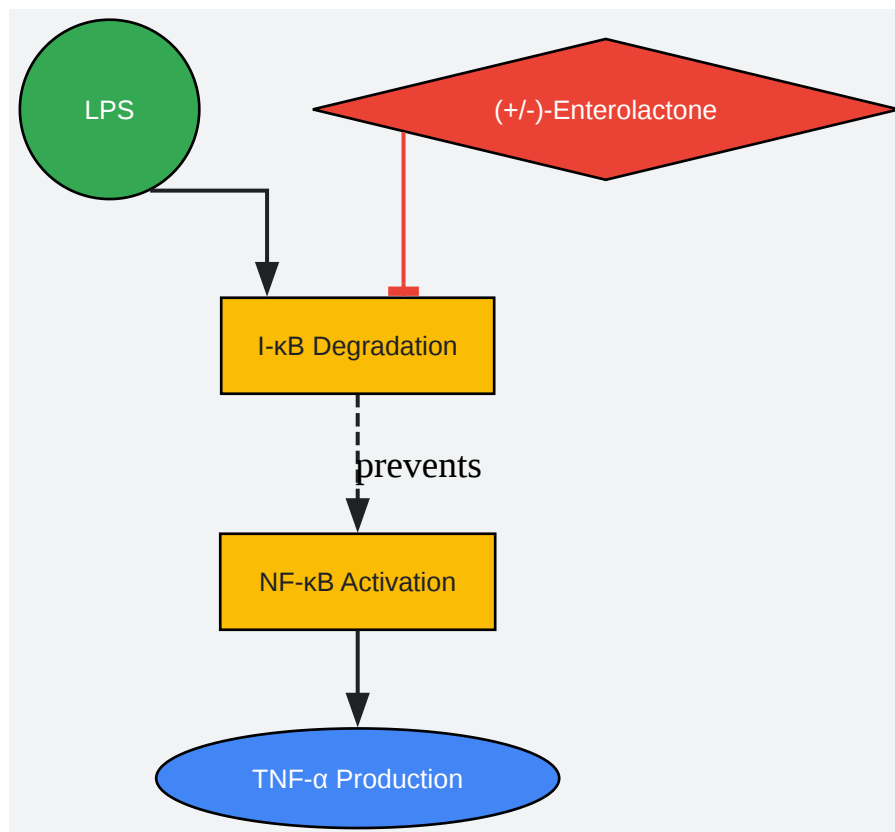 LPS
(+/-)-Enterolactone
I-κB Degradation
prevents
NF-κB Activation
TNF-α Production